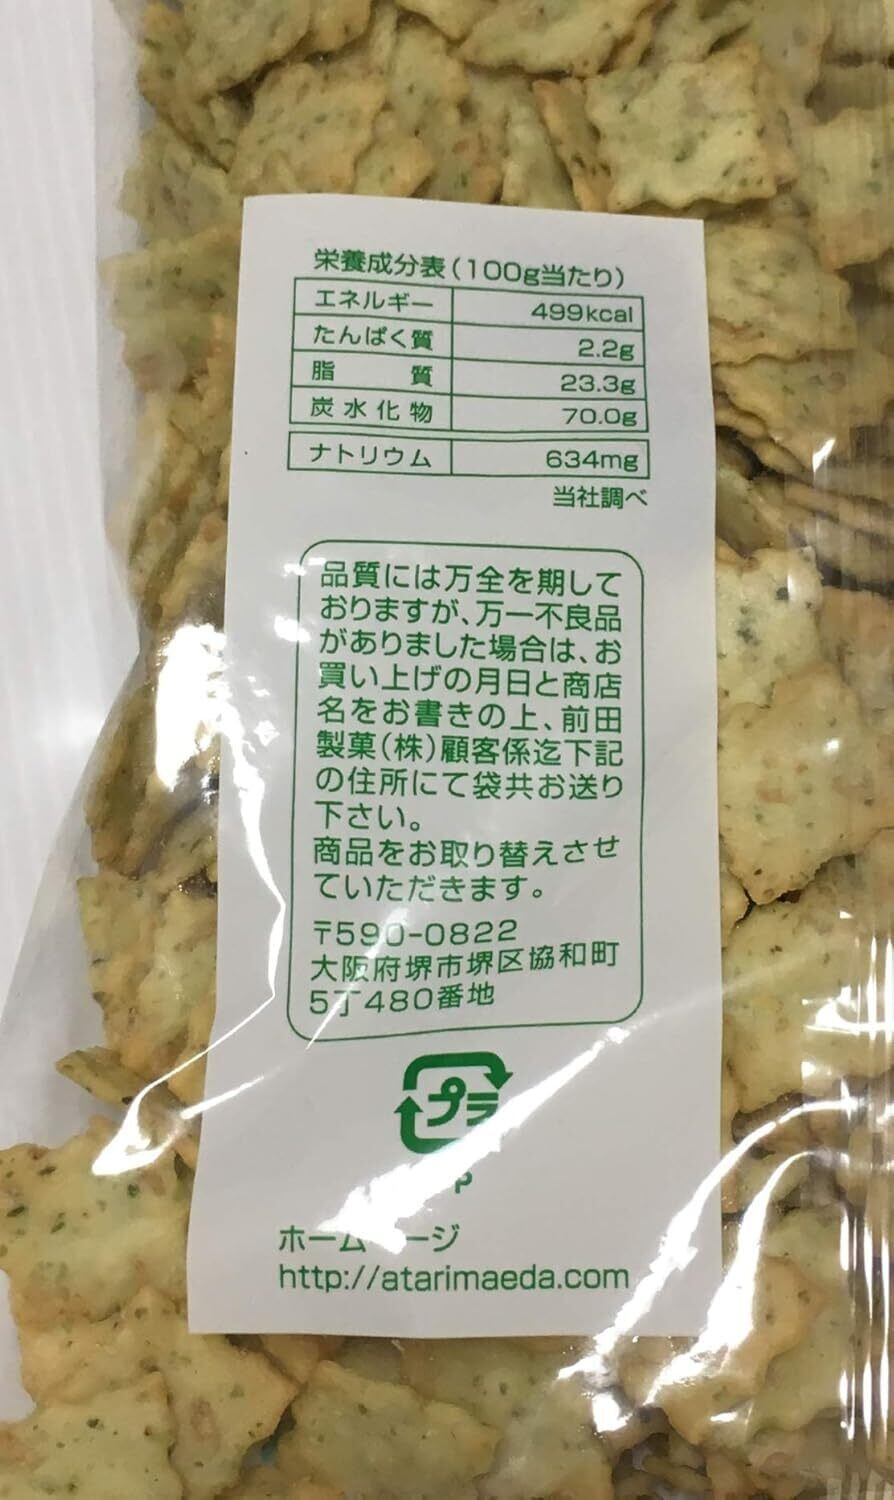 栄養成分表(100g当たり)
エネルギー 499kcal
たんぱく質 2.2g
脂質 23.3g
炭水化物 70.0g
ナトリウム 634mg
当社調べ
品質には万全を期して
おりますが、万一不良品
がありました場合は、お
買い上げの月日と商店
名をお書きの上、前田
製菓(株)顧客係迄下記
の住所にて袋共お送り
下さい。
商品をお取り替えさせ
ていただきます。
〒590-0822
大阪府堺市堺区協和町
5丁480番地
プラ
P
ホームページ
http://atarimaeda.com